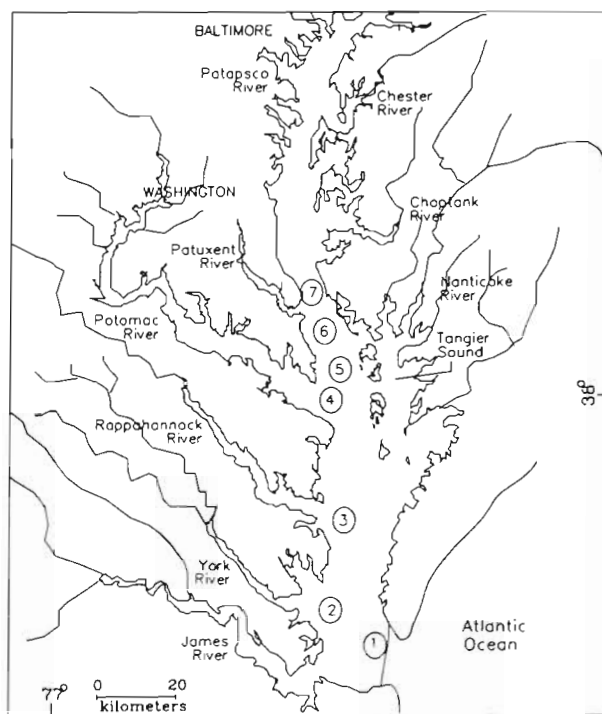 BALTIMORE
Patapsco
River
Chester
River
WASHINGTON
Choptank
River
Patuxent
River
Nanticoke
River
7
Potomac
River
6
Tangier
Sound
5
4
38°
Rappahannock
River
3
York
River
2
James
River
1
Atlantic
Ocean
77°
0 20
kilometers